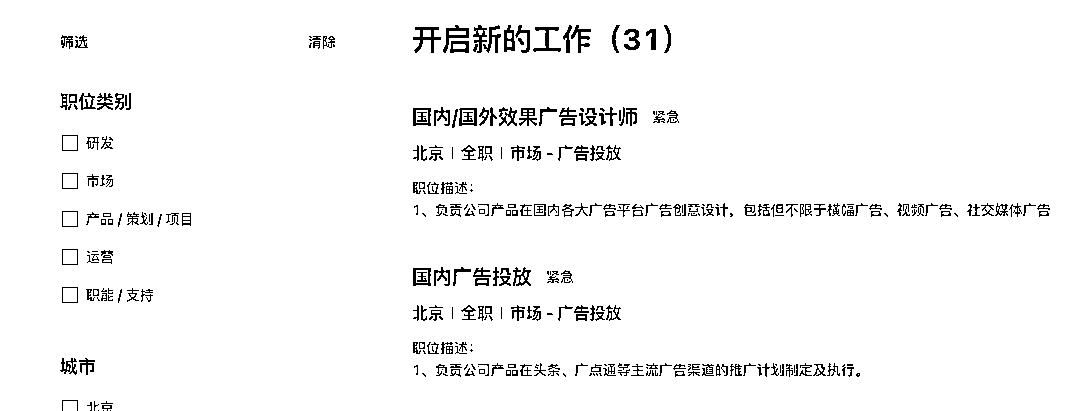 筛选
清除
职位类别
研发
市场
产品 / 策划 / 项目
运营
职能 / 支持
城市
北京
开启新的工作（31）
国内/国外效果广告设计师 紧急
北京 | 全职 | 市场 - 广告投放
职位描述：
1、负责公司产品在国内各大广告平台广告创意设计，包括但不限于横幅广告、视频广告、社交媒体广告
国内广告投放 紧急
北京 | 全职 | 市场 - 广告投放
职位描述：
1、负责公司产品在头条、广点通等主流广告渠道的推广计划制定及执行。